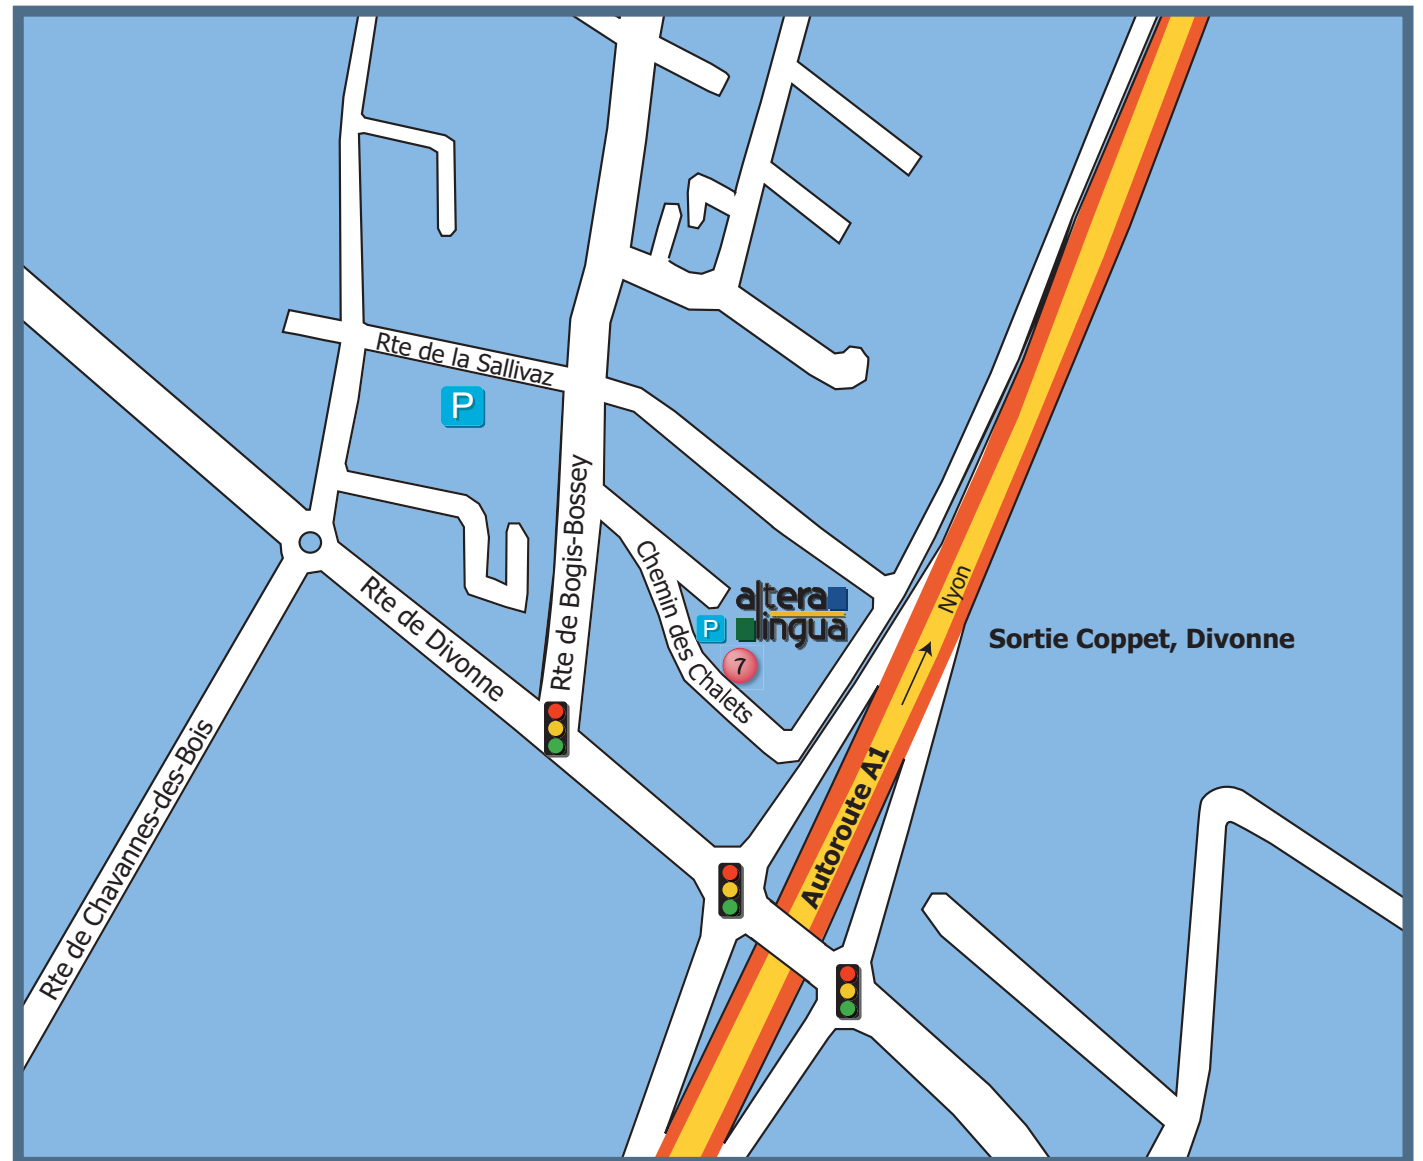 Rte de la Sallivaz
P
Rte de Bogis-Bossey
Chemin des Chalets
altera
lingua
P
7
Nyon
Sortie Coppet, Divonne
Rte de Divonne
Rte de Chavannes-des-Bois
Autoroute A1